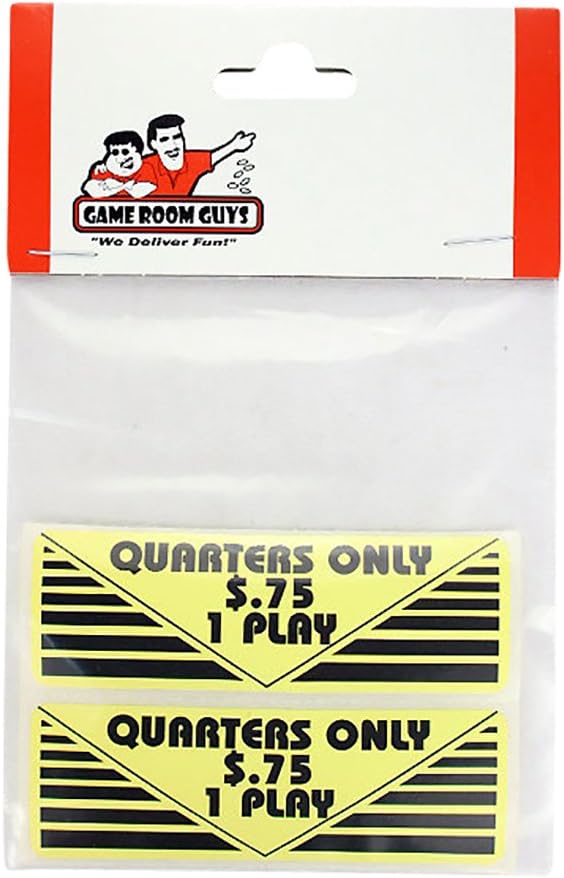 GAME ROOM GUYS
"We Deliver Fun!"
QUARTERS ONLY
$.75
1 PLAY
QUARTERS ONLY
$.75
1 PLAY